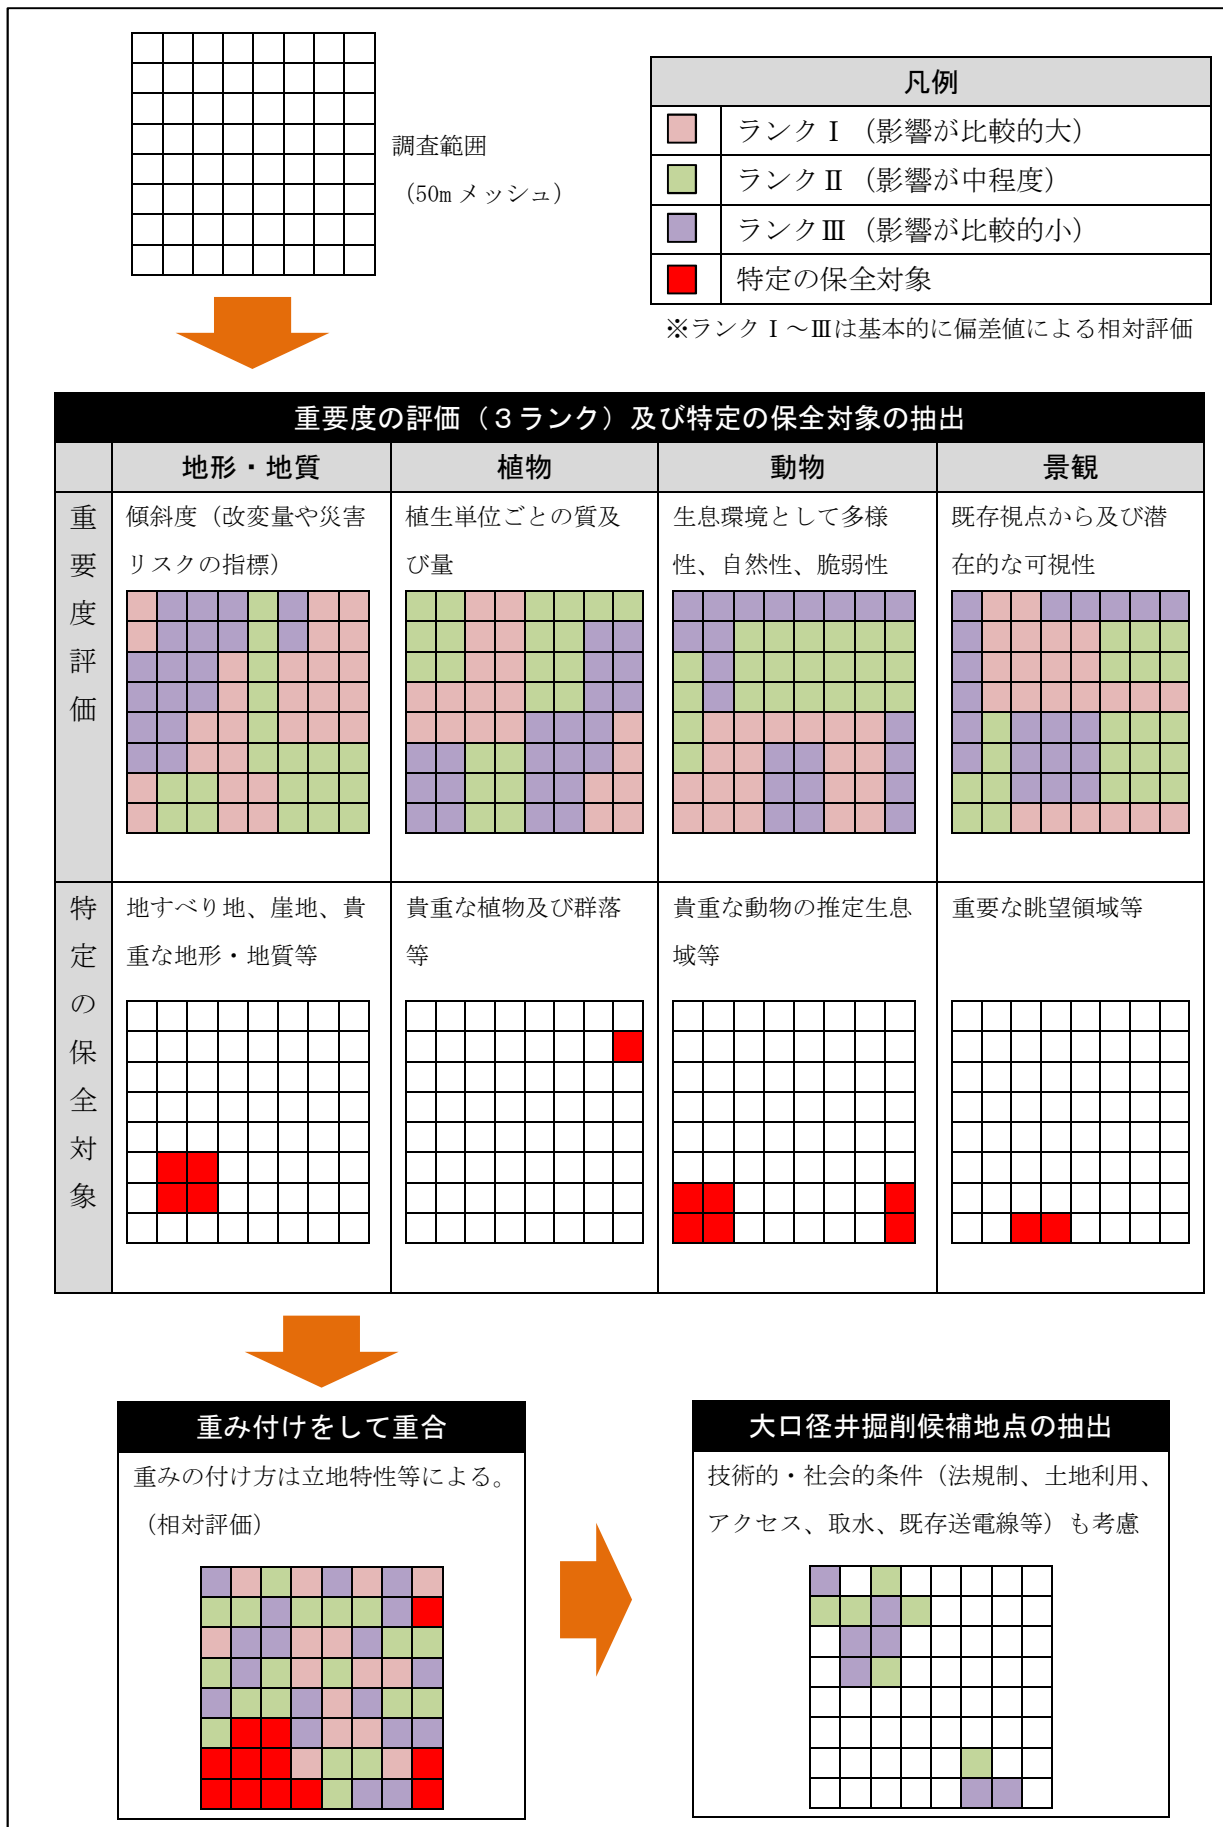 調査範囲
（50m メッシュ）
凡例
ランクⅠ（影響が比較的大）
ランクⅡ（影響が中程度）
ランクⅢ（影響が比較的小）
特定の保全対象
※ランクⅠ～Ⅲは基本的に偏差値による相対評価
重要度の評価（３ランク）及び特定の保全対象の抽出
地形・地質
植物
動物
景観
重要度評価
傾斜度（改変量や災害
リスクの指標）
植生単位ごとの質及
び量
生息環境として多様
性、自然性、脆弱性
既存視点から及び潜
在的な可視性
特定の保全対象
地すべり地、崖地、貴
重な地形・地質等
貴重な植物及び群落
等
貴重な動物の推定生息
域等
重要な眺望領域等
重み付けをして重合
重みの付け方は立地特性等による。
（相対評価）
大口径井掘削候補地点の抽出
技術的・社会的条件（法規制、土地利用、
アクセス、取水、既存送電線等）も考慮